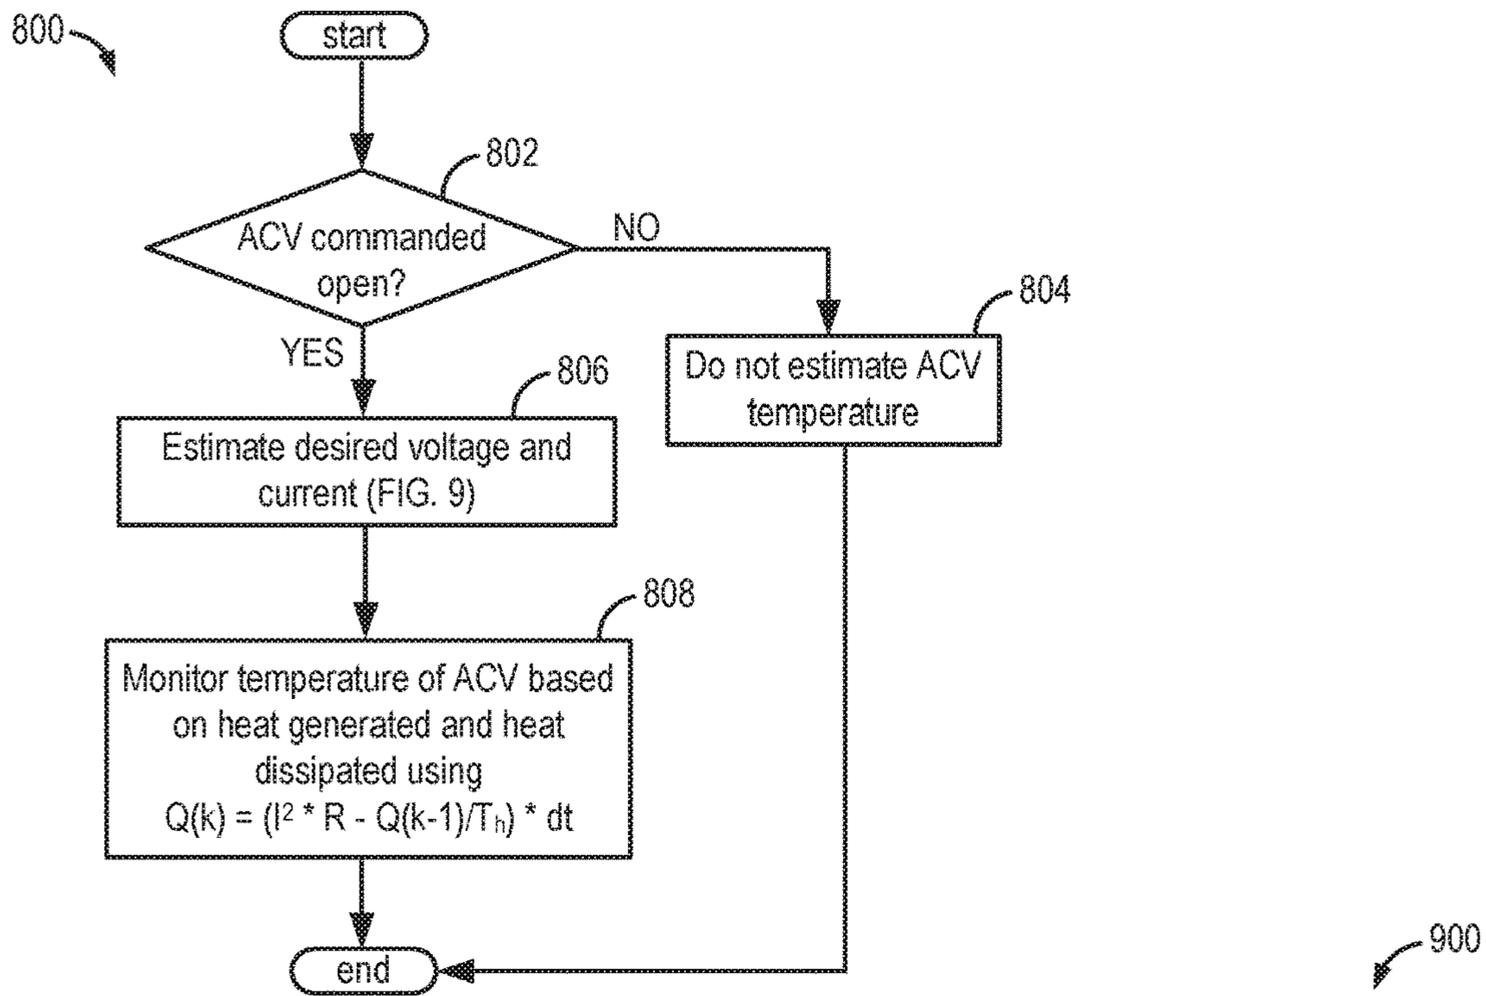 800
start
802
ACV commanded
open?
NO
YES
804
Do not estimate ACV
temperature
806
Estimate desired voltage and
current (FIG. 9)
808
Monitor temperature of ACV based
on heat generated and heat
dissipated using
Q(k) = (I² * R - Q(k-1)/Tₕ) * dt
end
900